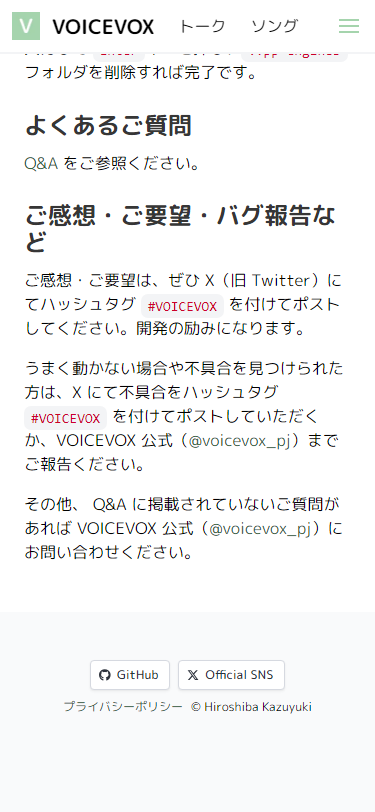 V VOICEVOX トーク ソング
フォルダを削除すれば完了です。
よくあるご質問
Q&A をご参照ください。
ご感想・ご要望・バグ報告な
ど
ご感想・ご要望は、ぜひ X（旧 Twitter）に
てハッシュタグ #VOICEVOX を付けてポスト
してください。開発の励みになります。
うまく動かない場合や不具合を見つけられた
方は、X にて不具合をハッシュタグ
#VOICEVOX を付けてポストしていただく
か、VOICEVOX 公式（@voicevox_pj）まで
ご報告ください。
その他、 Q&A に掲載されていないご質問が
あれば VOICEVOX 公式（@voicevox_pj）に
お問い合わせください。
GitHub Official SNS
プライバシーポリシー © Hiroshiba Kazuyuki